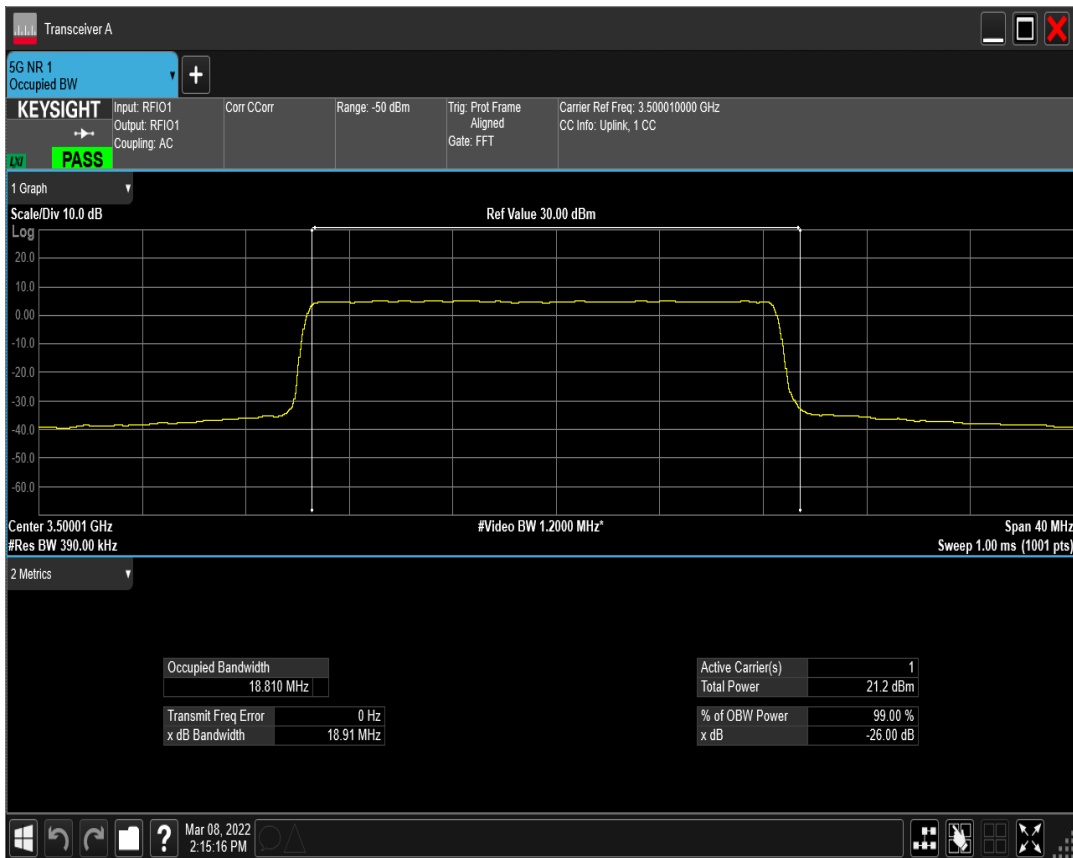 Transceiver A
5G NR 1
Occupied BW
+
KEYSIGHT
LXI
PASS
Input: RFIO1
Output: RFIO1
Coupling: AC
Corr CCorr
Range: -50 dBm
Trig: Prot Frame
Aligned
Gate: FFT
Carrier Ref Freq: 3.500010000 GHz
CC Info: Uplink, 1 CC
1 Graph
Scale/Div 10.0 dB
Ref Value 30.00 dBm
Log
20.0
10.0
0.00
-10.0
-20.0
-30.0
-40.0
-50.0
-60.0
Center 3.50001 GHz
#Video BW 1.2000 MHz*
Span 40 MHz
#Res BW 390.00 kHz
Sweep 1.00 ms (1001 pts)
2 Metrics
Occupied Bandwidth
18.810 MHz
Transmit Freq Error 0 Hz
x dB Bandwidth 18.91 MHz
Active Carrier(s) 1
Total Power 21.2 dBm
% of OBW Power 99.00 %
x dB -26.00 dB
?
Mar 08, 2022
2:15:16 PM